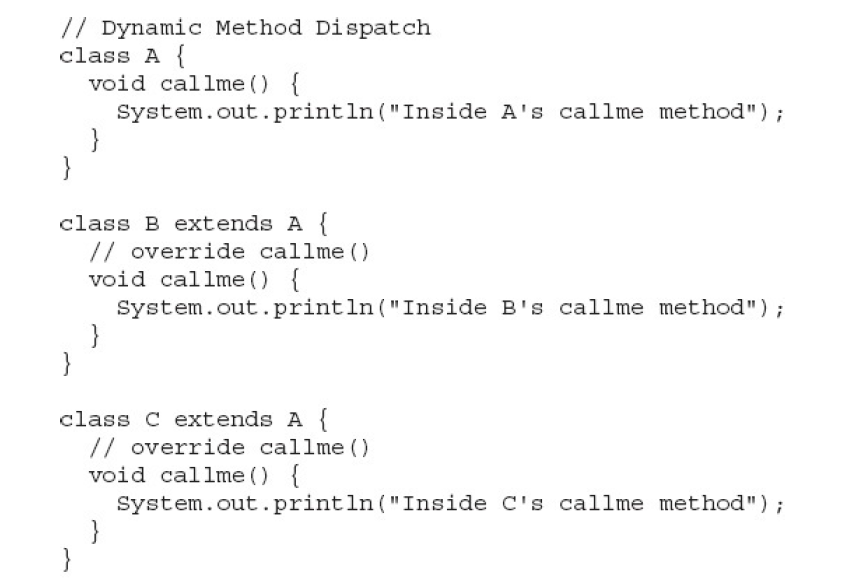 // Dynamic Method Dispatch
class A {
  void callme() {
    System.out.println("Inside A's callme method");
  }
}

class B extends A {
  // override callme()
  void callme() {
    System.out.println("Inside B's callme method");
  }
}

class C extends A {
  // override callme()
  void callme() {
    System.out.println("Inside C's callme method");
  }
}